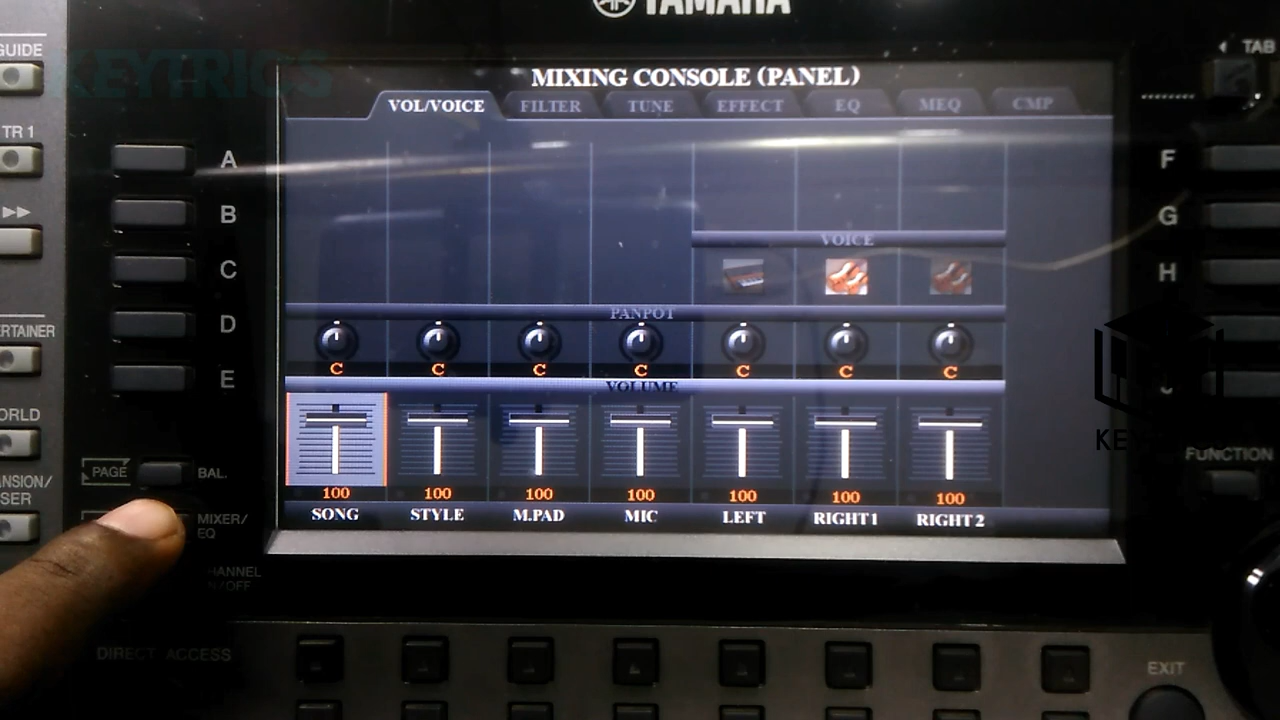 YAMAHA
GUIDE
KEYTRICS
MIXING CONSOLE (PANEL)
TAB
VOL/VOICE FILTER TUNE EFFECT EQ MEQ CMP
TR 1
A
F
B
G
VOICE
C
H
PANPOT
D
C C C C C C C
E
VOLUME
PAGE
BAL.
FUNCTION
100 100 100 100 100 100 100
SONG STYLE M.PAD MIC LEFT RIGHT 1 RIGHT 2
MIXER/
EQ
DIRECT ACCESS
EXIT